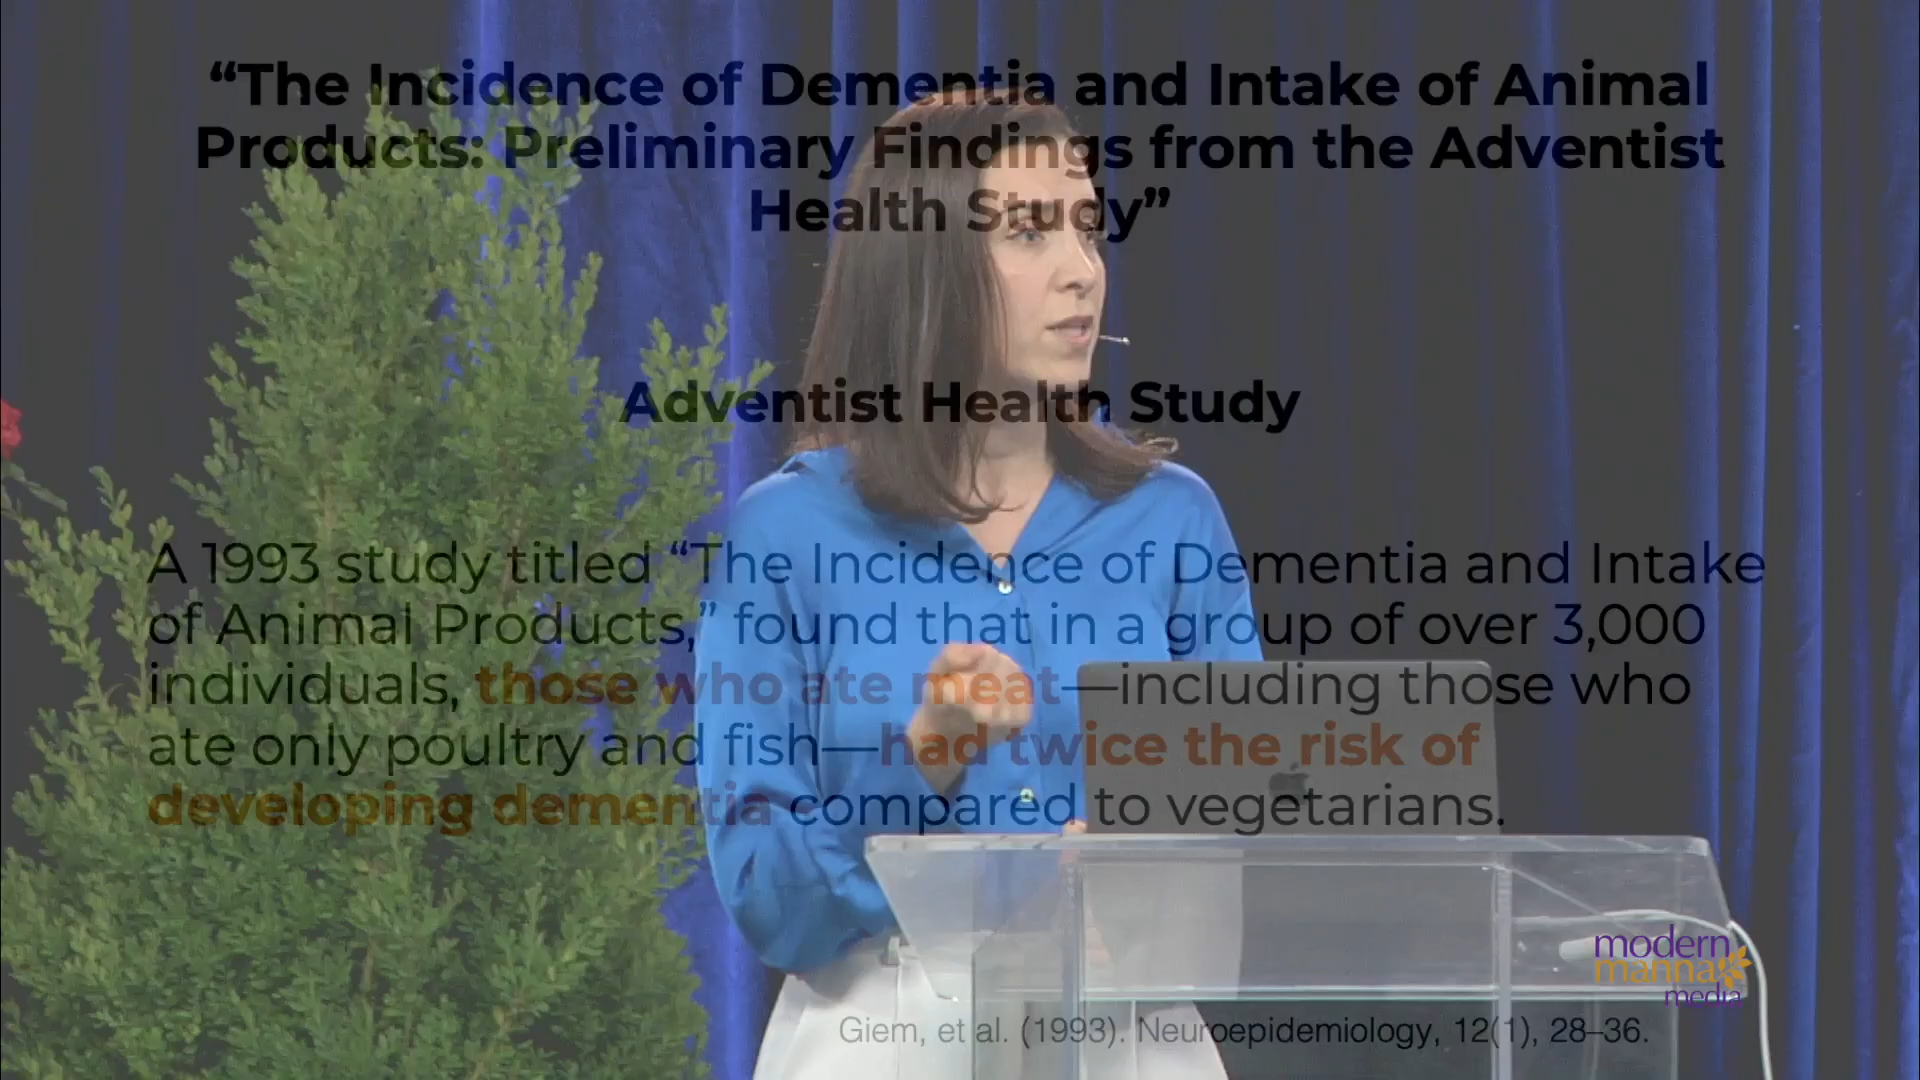 “The Incidence of Dementia and Intake of Animal
Products: Preliminary Findings from the Adventist
Health Study”
Adventist Health Study
A 1993 study titled “The Incidence of Dementia and Intake
of Animal Products,” found that in a group of over 3,000
individuals, those who ate meat—including those who
ate only poultry and fish—had twice the risk of
developing dementia compared to vegetarians.
modern
manna
media
Giem, et al. (1993). Neuroepidemiology, 12(1), 28–36.